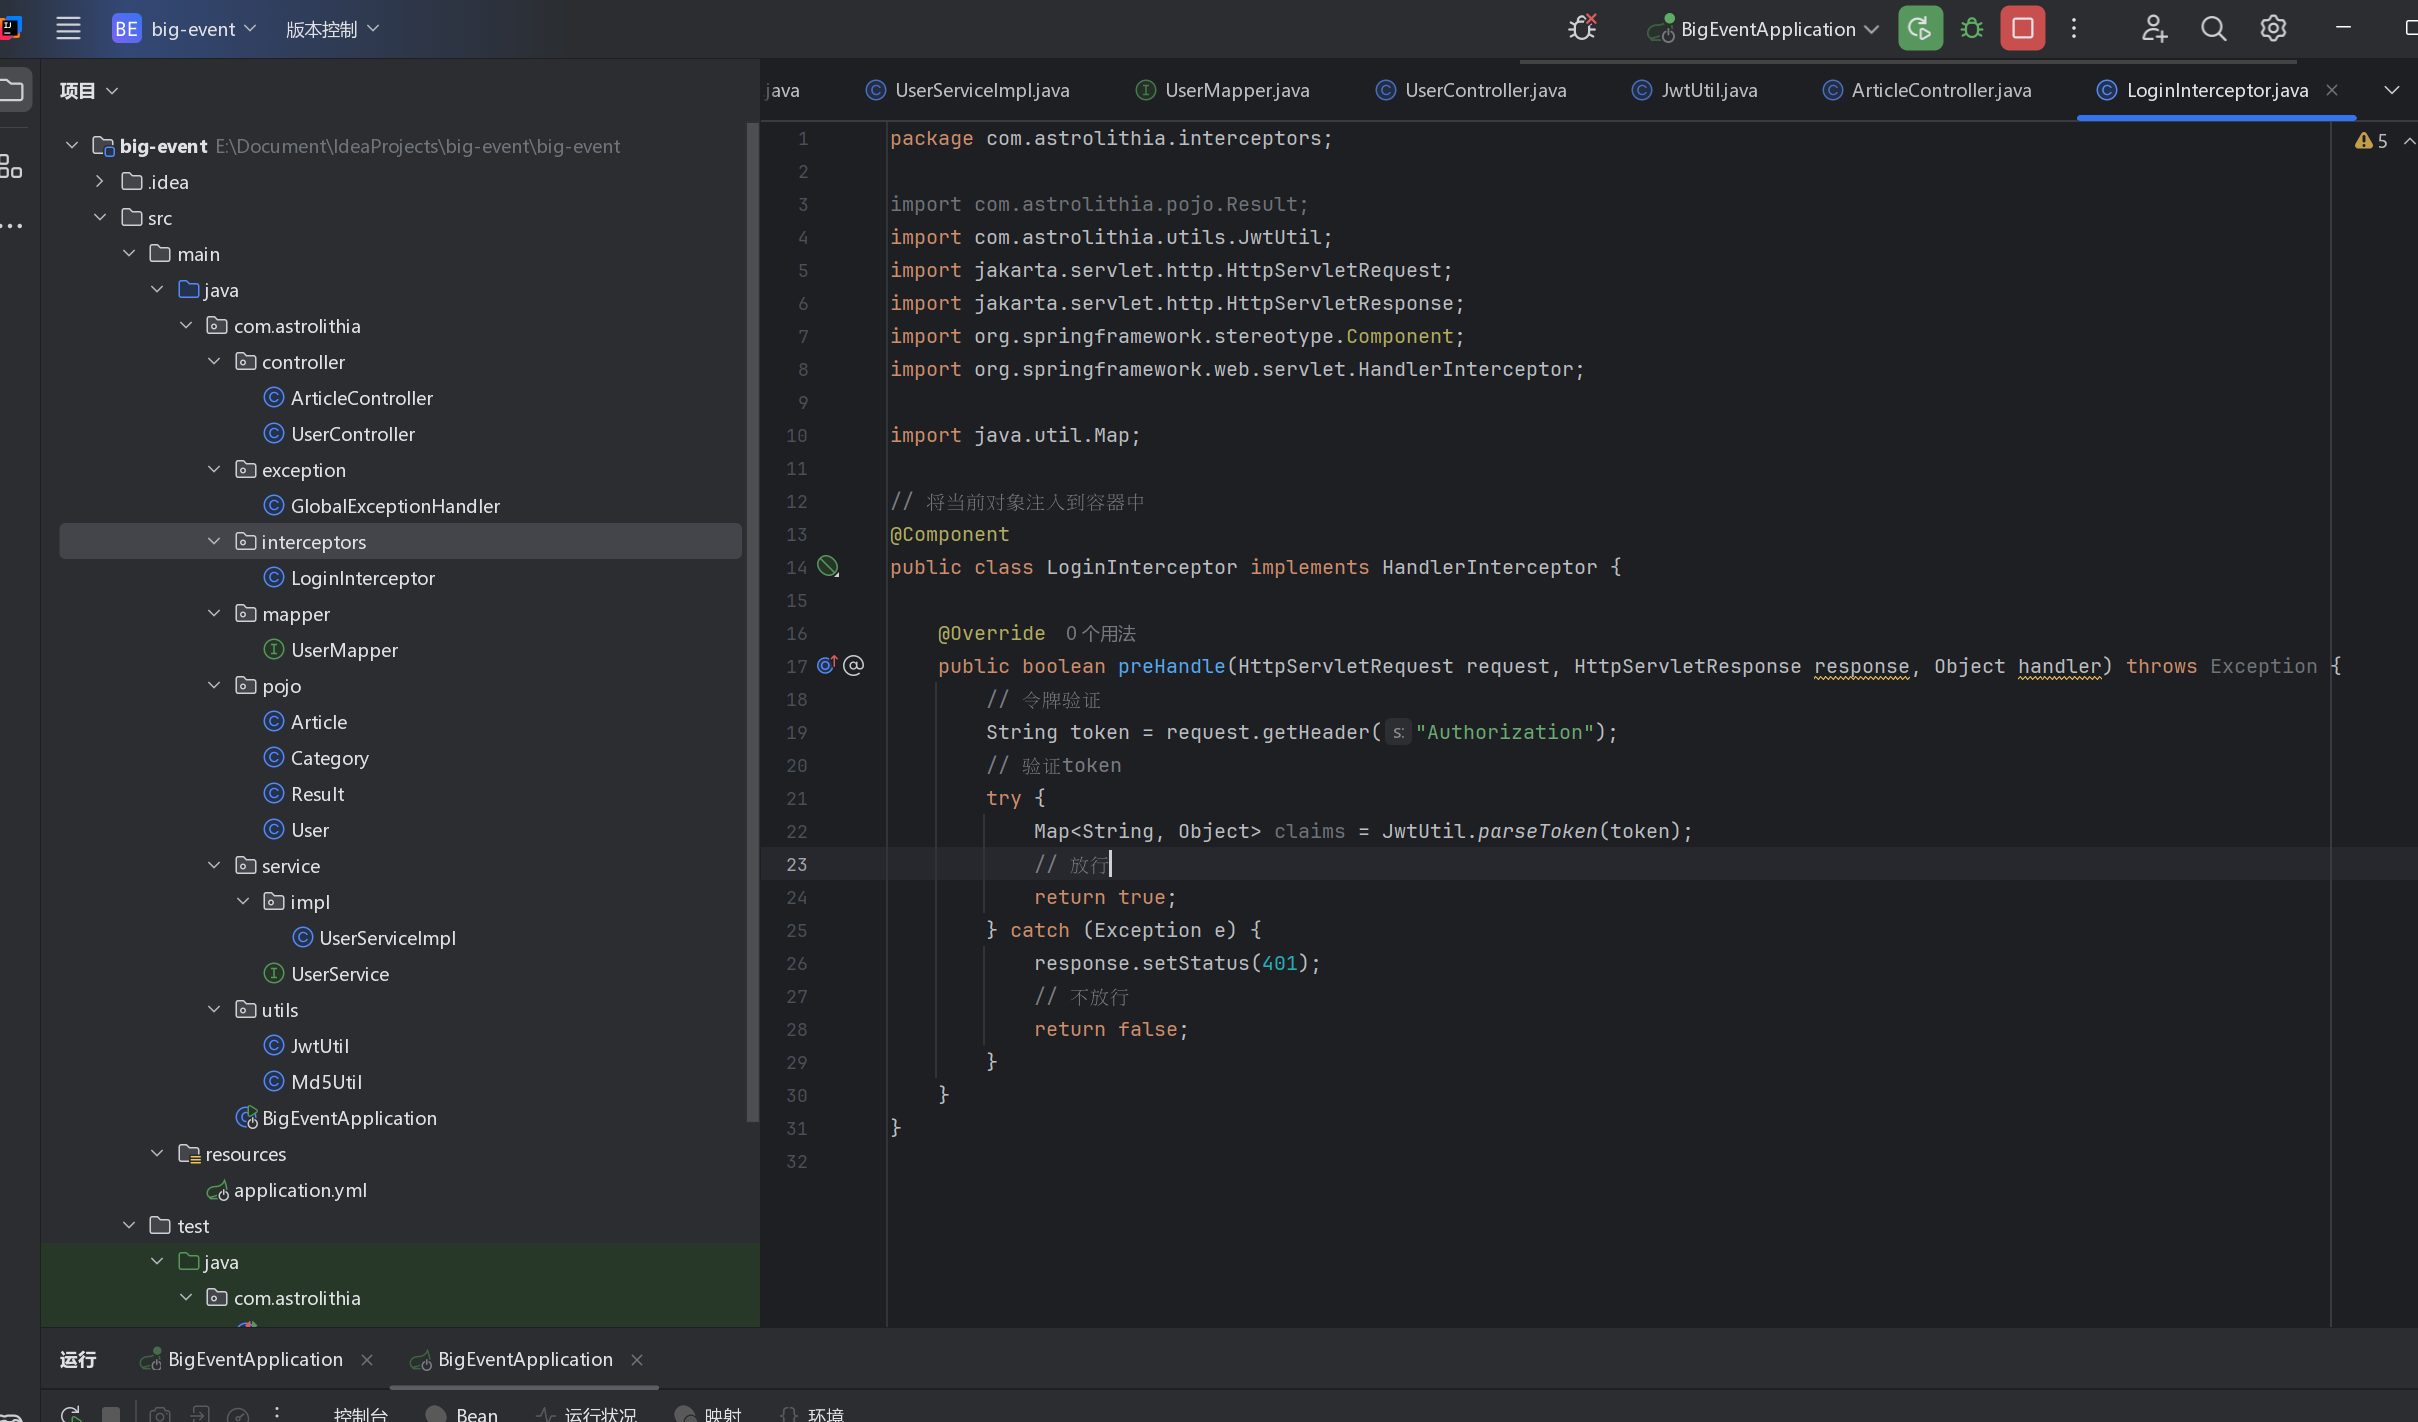 BE big-event 版本控制 BigEventApplication
项目
big-event E:\Document\IdeaProjects\big-event\big-event
.idea
src
main
java
com.astrolithia
controller
ArticleController
UserController
exception
GlobalExceptionHandler
interceptors
LoginInterceptor
mapper
UserMapper
pojo
Article
Category
Result
User
service
impl
UserServiceImpl
UserService
utils
JwtUtil
Md5Util
BigEventApplication
resources
application.yml
test
java
com.astrolithia
.java UserServiceImpl.java UserMapper.java UserController.java JwtUtil.java ArticleController.java LoginInterceptor.java
5
1 package com.astrolithia.interceptors;
2
3 import com.astrolithia.pojo.Result;
4 import com.astrolithia.utils.JwtUtil;
5 import jakarta.servlet.http.HttpServletRequest;
6 import jakarta.servlet.http.HttpServletResponse;
7 import org.springframework.stereotype.Component;
8 import org.springframework.web.servlet.HandlerInterceptor;
9
10 import java.util.Map;
11
12 // 将当前对象注入到容器中
13 @Component
14 public class LoginInterceptor implements HandlerInterceptor {
15
16 @Override 0 个用法
17 public boolean preHandle(HttpServletRequest request, HttpServletResponse response, Object handler) throws Exception {
18 // 令牌验证
19 String token = request.getHeader( s: "Authorization");
20 // 验证token
21 try {
22 Map<String, Object> claims = JwtUtil.parseToken(token);
23 // 放行
24 return true;
25 } catch (Exception e) {
26 response.setStatus(401);
27 // 不放行
28 return false;
29 }
30 }
31 }
32
运行 BigEventApplication BigEventApplication
控制台 Bean 运行状况 映射 环境